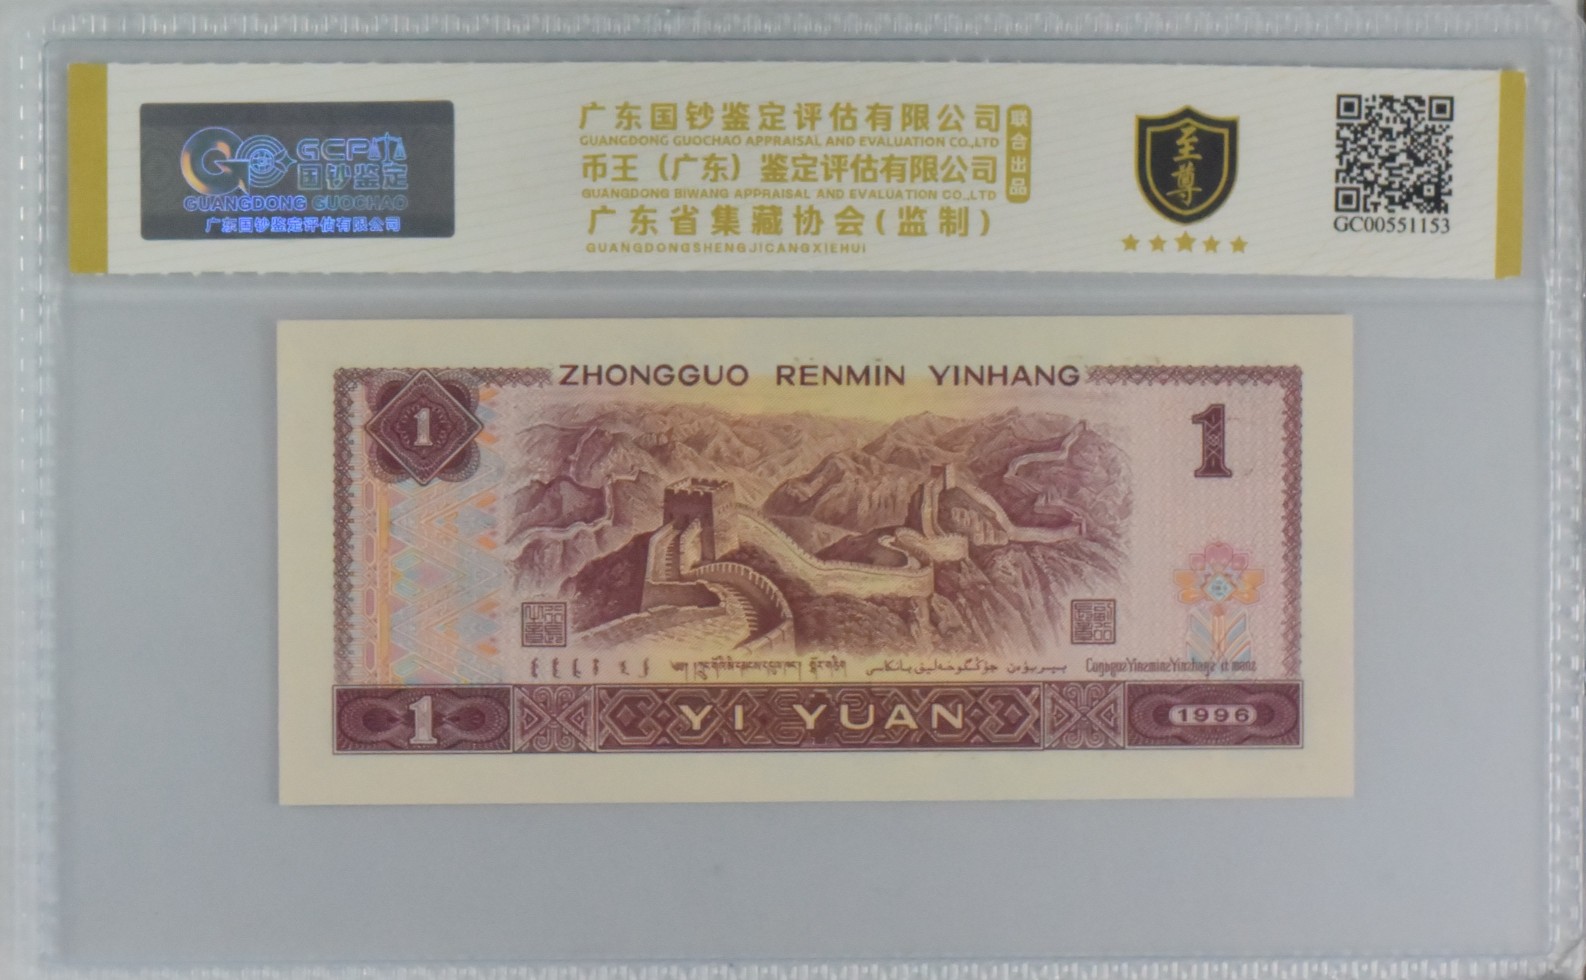 GCP
国钞鉴定
GUANGDONG GUOCHAO
广东国钞鉴定评估有限公司
广东国钞鉴定评估有限公司
GUANGDONG GUOCHAO APPRAISAL AND EVALUATION CO.,LTD
币王（广东）鉴定评估有限公司
GUANGDONG BIWANG APPRAISAL AND EVALUATION CO.,LTD
广东省集藏协会(监制)
GUANGDONGSHENGJICANGXIEHUI
联合出品
至尊
GC00551153
ZHONGGUO RENMIN YINHANG
1
1
1
YI YUAN
1996